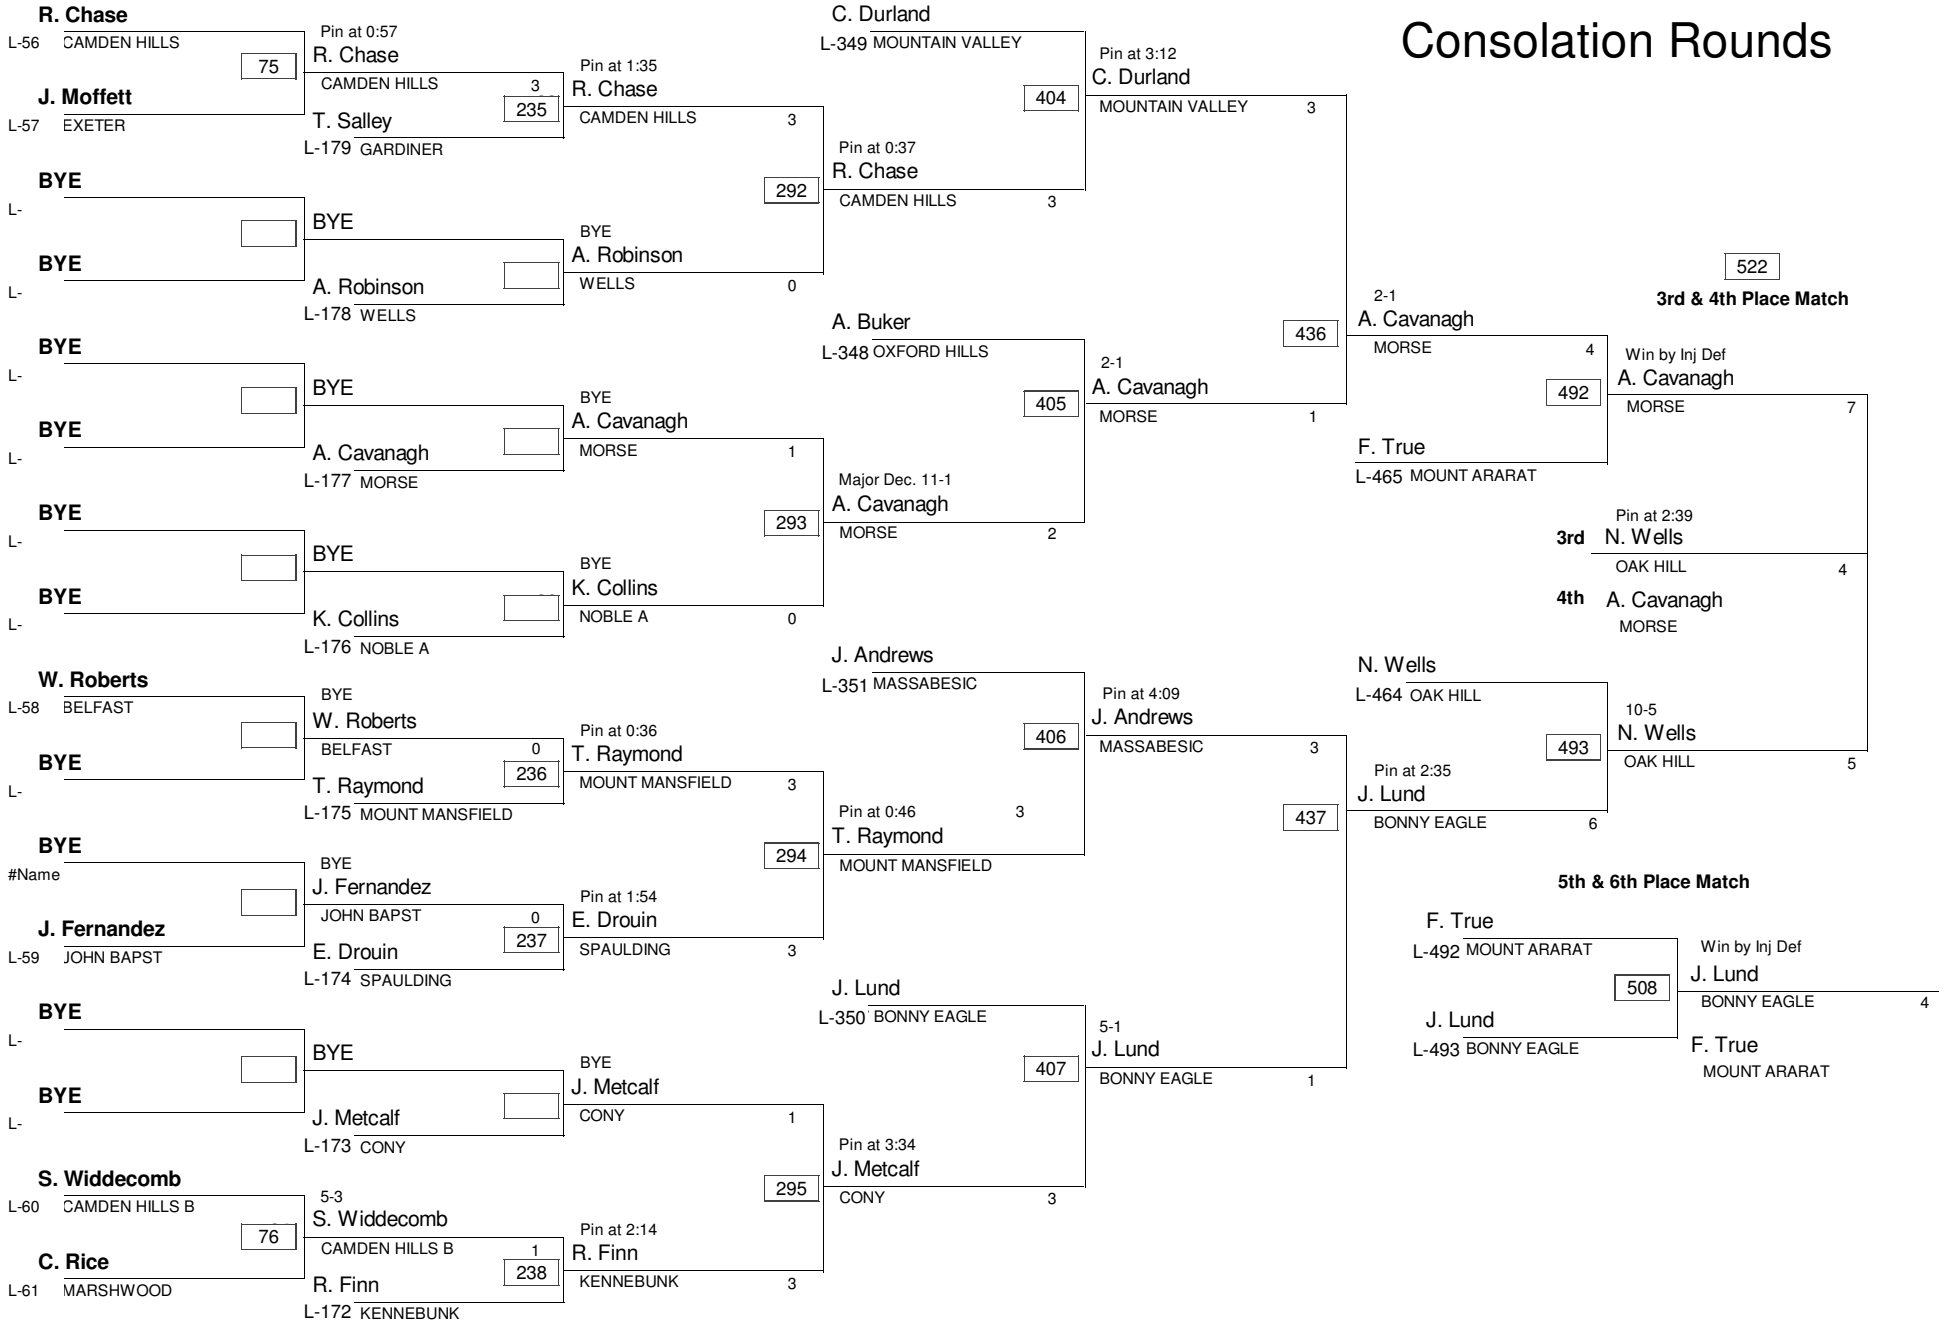 Consolation Rounds
R. Chase
L-56 CAMDEN HILLS
75
J. Moffett
L-57 EXETER
BYE
L-
BYE
L-
BYE
L-
BYE
L-
BYE
L-
BYE
L-
W. Roberts
L-58 BELFAST
BYE
L-
BYE
#Name
J. Fernandez
L-59 JOHN BAPST
BYE
L-
BYE
L-
S. Widdecomb
L-60 CAMDEN HILLS B
76
C. Rice
L-61 MARSHWOOD
Pin at 0:57
R. Chase
CAMDEN HILLS 3
235
T. Salley
L-179 GARDINER
BYE
A. Robinson
L-178 WELLS
BYE
A. Cavanagh
L-177 MORSE
BYE
K. Collins
L-176 NOBLE A
BYE
W. Roberts
BELFAST 0
236
T. Raymond
L-175 MOUNT MANSFIELD
BYE
J. Fernandez
JOHN BAPST 0
237
E. Drouin
L-174 SPAULDING
BYE
J. Metcalf
L-173 CONY
5-3
S. Widdecomb
CAMDEN HILLS B 1
238
R. Finn
L-172 KENNEBUNK
Pin at 1:35
R. Chase
CAMDEN HILLS 3
292
BYE
A. Robinson
WELLS 0
BYE
A. Cavanagh
MORSE 1
293
BYE
K. Collins
NOBLE A 0
Pin at 0:36
T. Raymond
MOUNT MANSFIELD 3
294
Pin at 1:54
E. Drouin
SPAULDING 3
BYE
J. Metcalf
CONY 1
295
Pin at 2:14
R. Finn
KENNEBUNK 3
C. Durland
L-349 MOUNTAIN VALLEY
404
Pin at 0:37
R. Chase
CAMDEN HILLS 3
A. Buker
L-348 OXFORD HILLS
405
Major Dec. 11-1
A. Cavanagh
MORSE 2
J. Andrews
L-351 MASSABESIC
406
Pin at 0:46 3
T. Raymond
MOUNT MANSFIELD
J. Lund
L-350 BONNY EAGLE
407
Pin at 3:34
J. Metcalf
CONY 3
Pin at 3:12
C. Durland
MOUNTAIN VALLEY 3
436
2-1
A. Cavanagh
MORSE 1
Pin at 4:09
J. Andrews
MASSABESIC 3
437
5-1
J. Lund
BONNY EAGLE 1
2-1
A. Cavanagh
MORSE 4
492
F. True
L-465 MOUNT ARARAT
N. Wells
L-464 OAK HILL
493
Pin at 2:35
J. Lund
BONNY EAGLE 6
522
3rd & 4th Place Match
Win by Inj Def
A. Cavanagh
MORSE 7
Pin at 2:39
3rd N. Wells
OAK HILL 4
4th A. Cavanagh
MORSE
10-5
N. Wells
OAK HILL 5
5th & 6th Place Match
F. True
L-492 MOUNT ARARAT
508
J. Lund
L-493 BONNY EAGLE
Win by Inj Def
J. Lund
BONNY EAGLE 4
F. True
MOUNT ARARAT